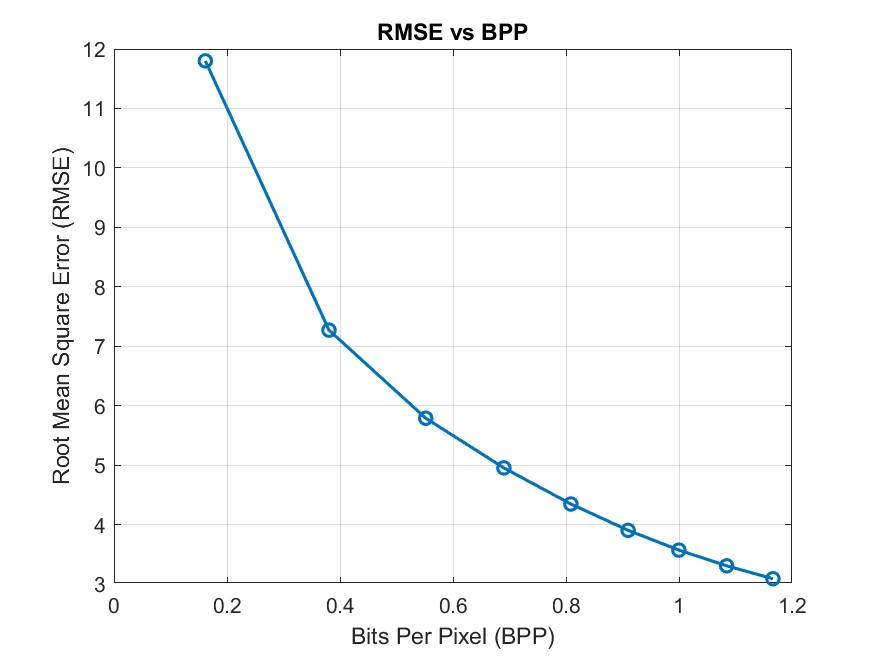 RMSE vs BPP
12
11
10
9
8
7
6
5
4
3
0 0.2 0.4 0.6 0.8 1 1.2
Root Mean Square Error (RMSE)
Bits Per Pixel (BPP)